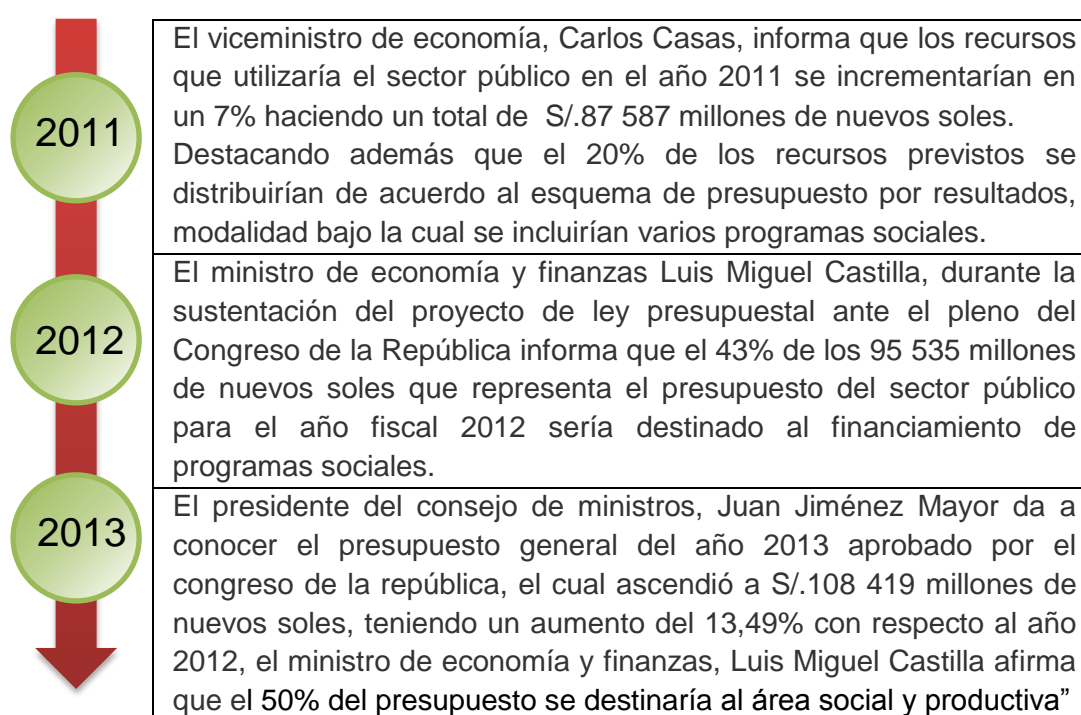 2011
El viceministro de economía, Carlos Casas, informa que los recursos
que utilizaría el sector público en el año 2011 se incrementarían en
un 7% haciendo un total de S/.87 587 millones de nuevos soles.
Destacando además que el 20% de los recursos previstos se
distribuirían de acuerdo al esquema de presupuesto por resultados,
modalidad bajo la cual se incluirían varios programas sociales.
2012
El ministro de economía y finanzas Luis Miguel Castilla, durante la
sustentación del proyecto de ley presupuestal ante el pleno del
Congreso de la República informa que el 43% de los 95 535 millones
de nuevos soles que representa el presupuesto del sector público
para el año fiscal 2012 sería destinado al financiamiento de
programas sociales.
2013
El presidente del consejo de ministros, Juan Jiménez Mayor da a
conocer el presupuesto general del año 2013 aprobado por el
congreso de la república, el cual ascendió a S/.108 419 millones de
nuevos soles, teniendo un aumento del 13,49% con respecto al año
2012, el ministro de economía y finanzas, Luis Miguel Castilla afirma
que el 50% del presupuesto se destinaría al área social y productiva”